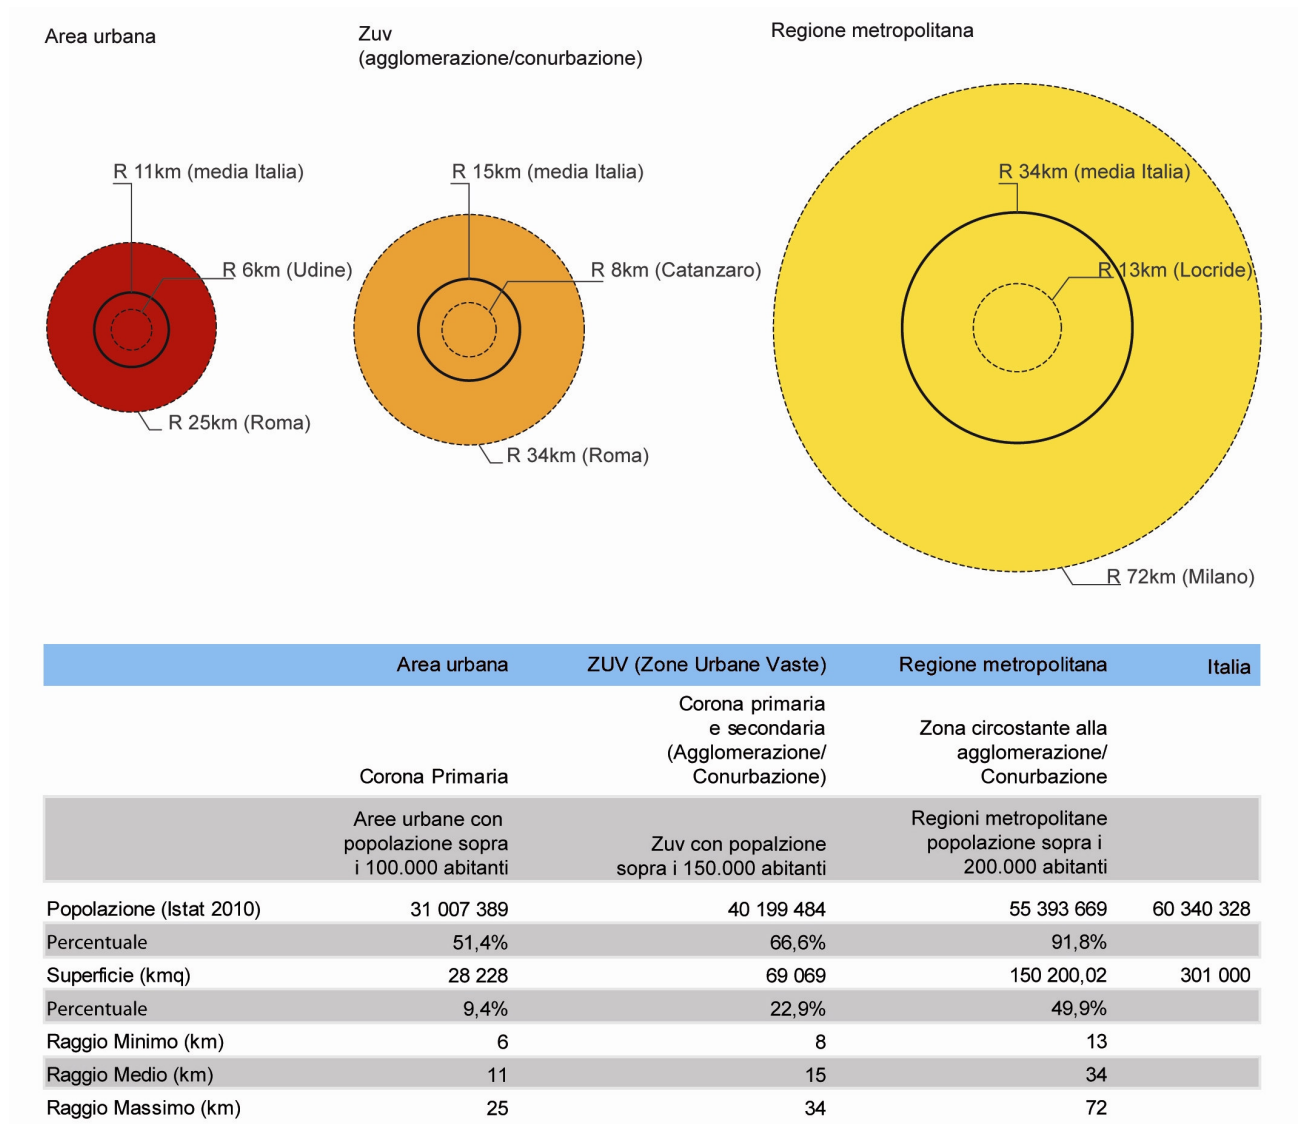 Area urbana
Zuv
(agglomerazione/conurbazione)
Regione metropolitana
R 11km (media Italia)
R 15km (media Italia)
R 34km (media Italia)
R 6km (Udine)
R 8km (Catanzaro)
R 13km (Locride)
R 25km (Roma)
R 34km (Roma)
R 72km (Milano)
Area urbana ZUV (Zone Urbane Vaste) Regione metropolitana Italia
Corona Primaria
Corona primaria
e secondaria
(Agglomerazione/
Conurbazione)
Zona circostante alla
agglomerazione/
Conurbazione
Aree urbane con
popolazione sopra
i 100.000 abitanti
Zuv con popalzione
sopra i 150.000 abitanti
Regioni metropolitane
popolazione sopra i
200.000 abitanti
Popolazione (Istat 2010) 31 007 389 40 199 484 55 393 669 60 340 328
Percentuale 51,4% 66,6% 91,8%
Superficie (kmq) 28 228 69 069 150 200,02 301 000
Percentuale 9,4% 22,9% 49,9%
Raggio Minimo (km) 6 8 13
Raggio Medio (km) 11 15 34
Raggio Massimo (km) 25 34 72